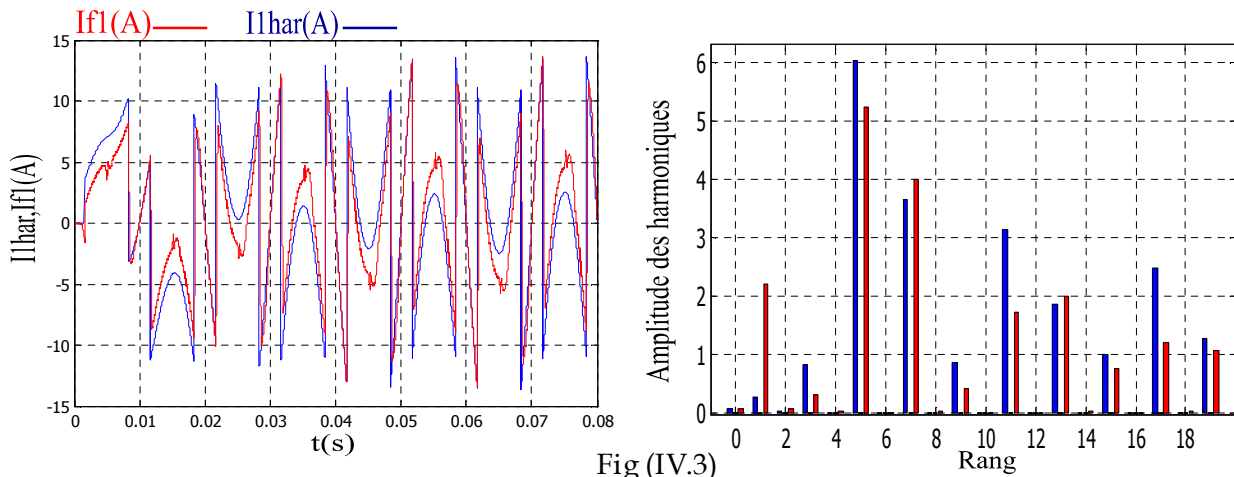 If1(A) I1har(A)
I1har,If1(A)
15
10
5
0
-5
-10
-15
0 0.01 0.02 0.03 0.04 0.05 0.06 0.07 0.08
t(s)
Amplitude des harmoniques
6
5
4
3
2
1
0
0 2 4 6 8 10 12 14 16 18
Rang
Fig (IV.3)